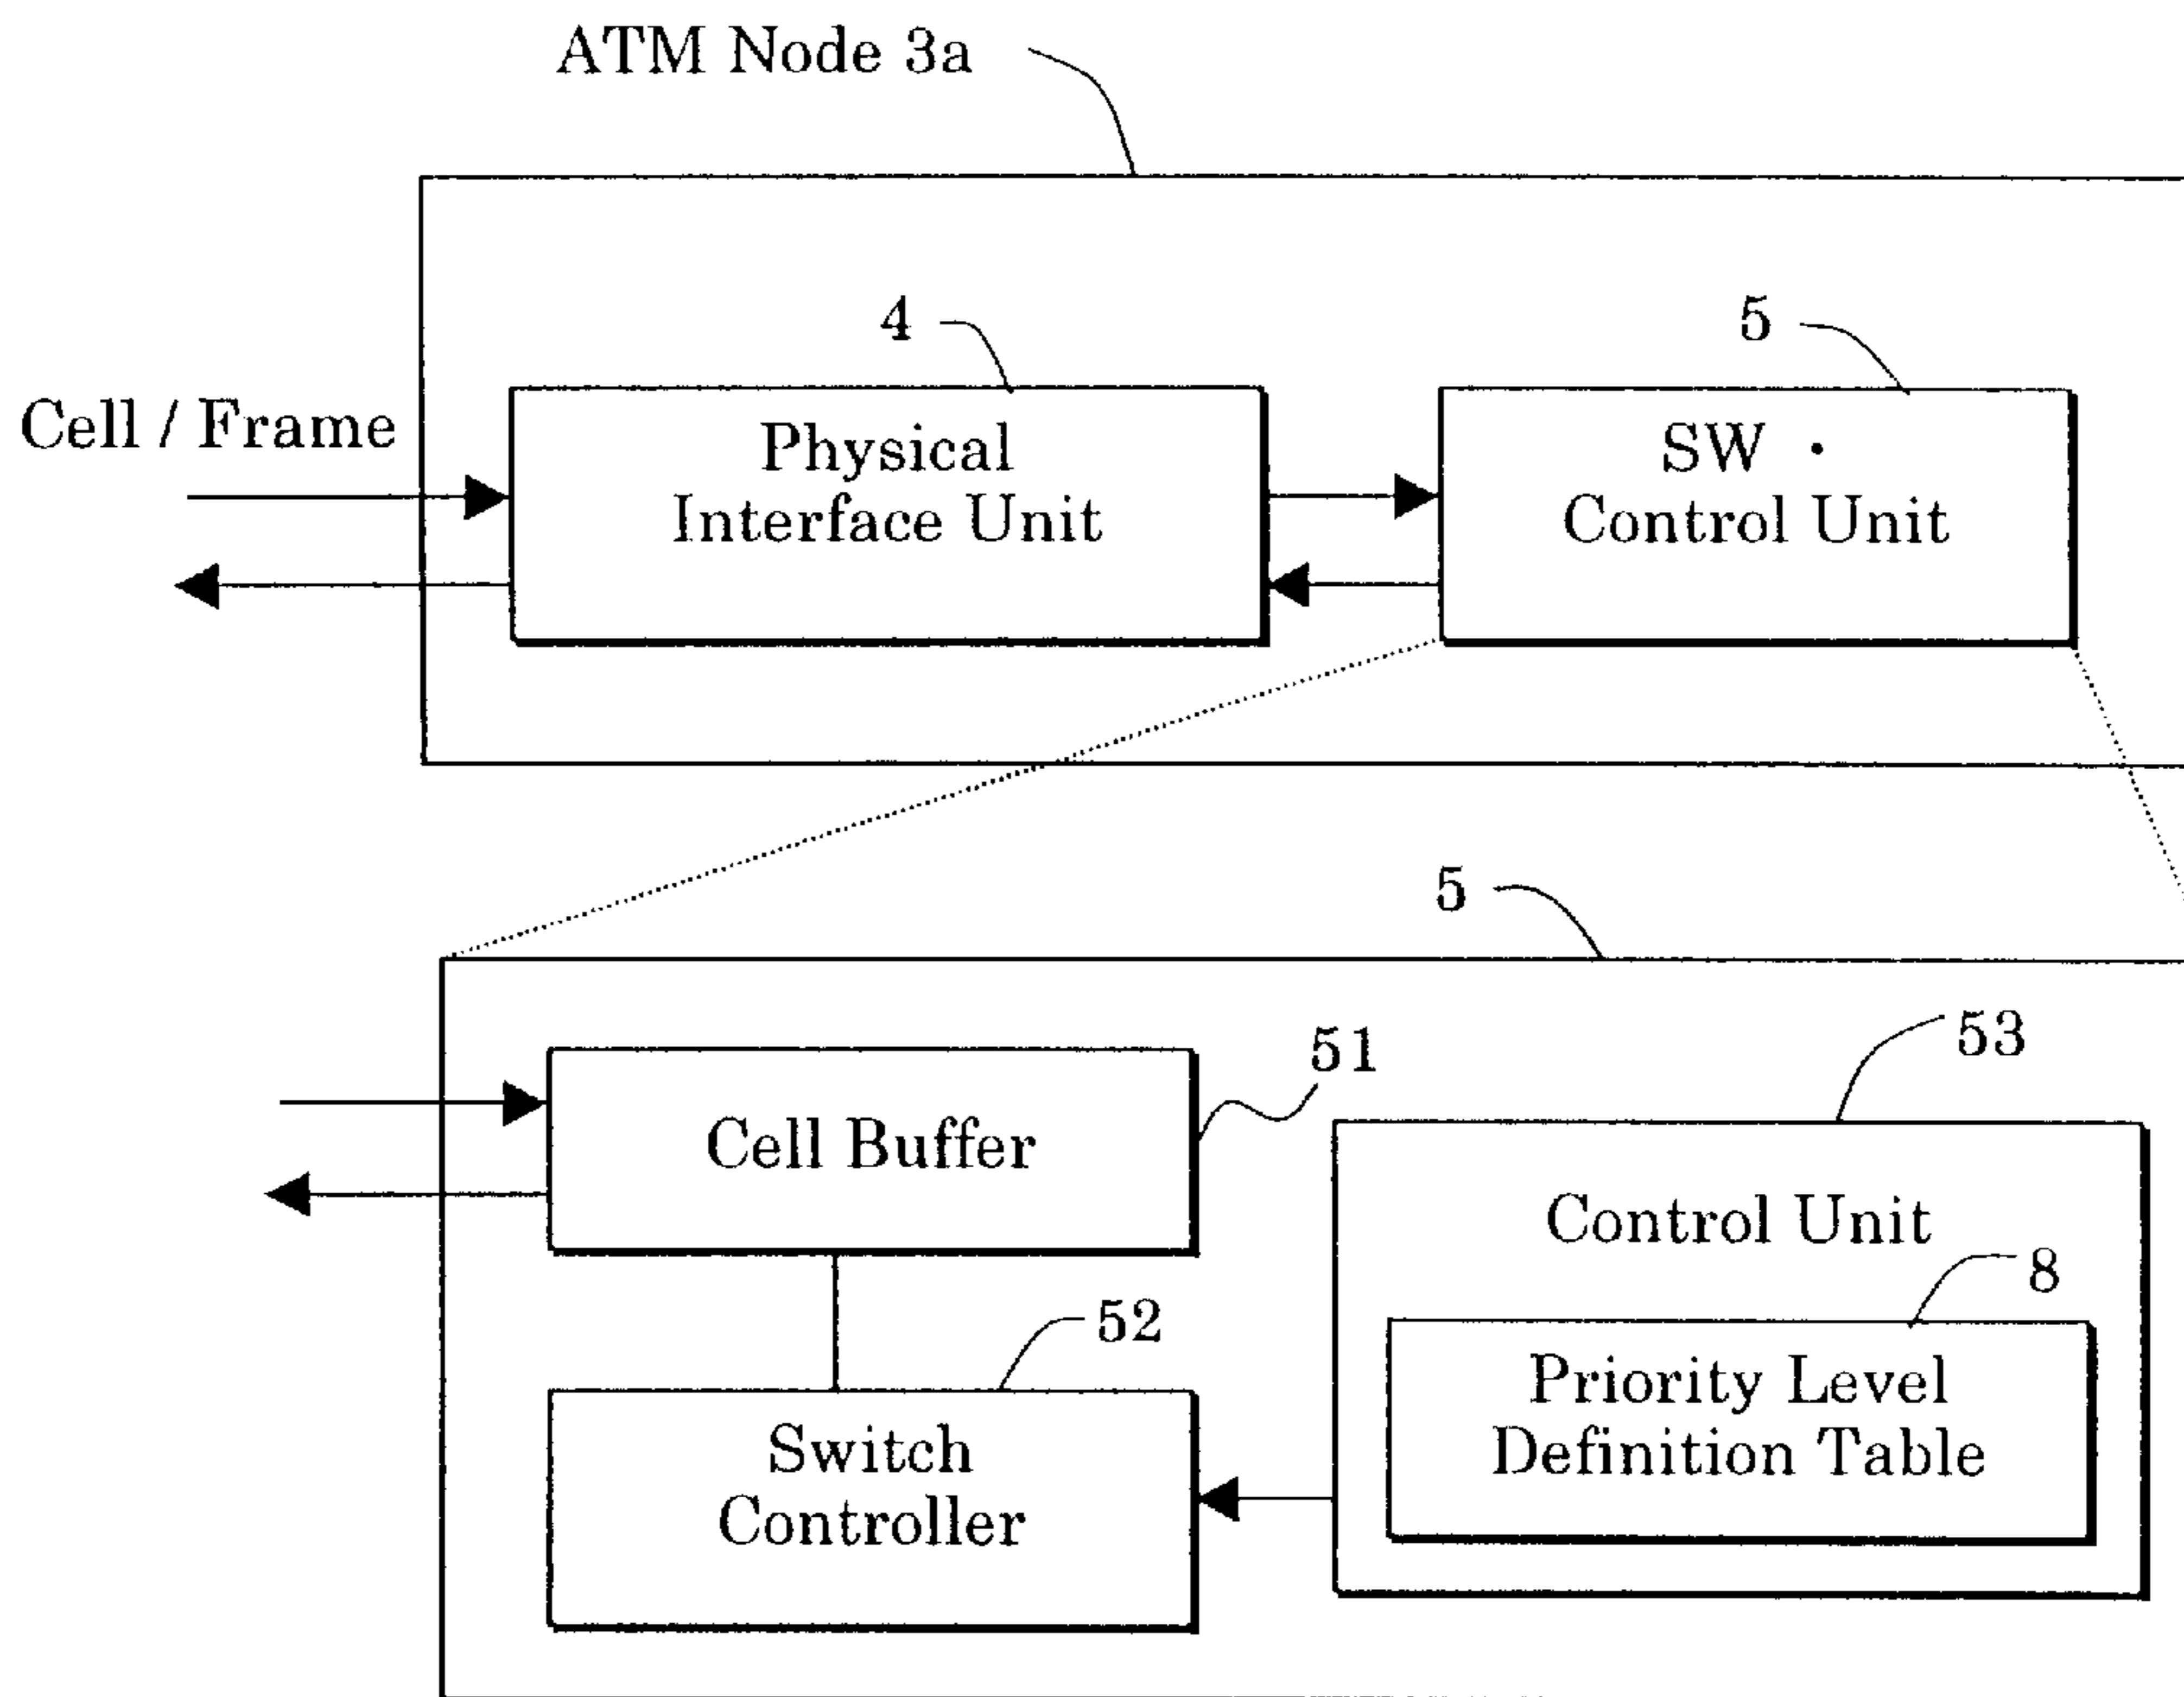 ATM Node 3a
4
5
Cell / Frame
Physical
Interface Unit
SW ・
Control Unit
5
51
53
Cell Buffer
Control Unit
8
52
Priority Level
Definition Table
Switch
Controller